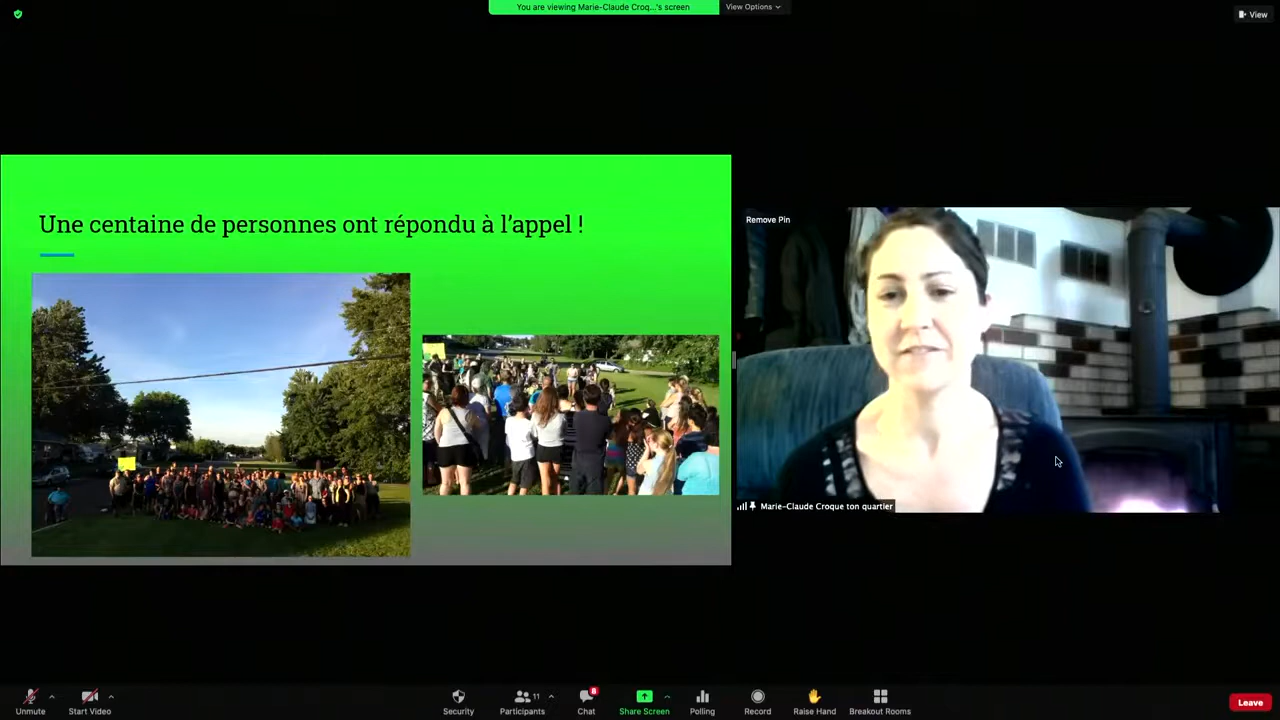 You are viewing Marie-Claude Croq...'s screen
View Options
View
Une centaine de personnes ont répondu à l'appel !
Remove Pin
Marie-Claude Croque ton quartier
Unmute
Start Video
Security
Participants
11
Chat
8
Share Screen
Polling
Record
Raise Hand
Breakout Rooms
Leave